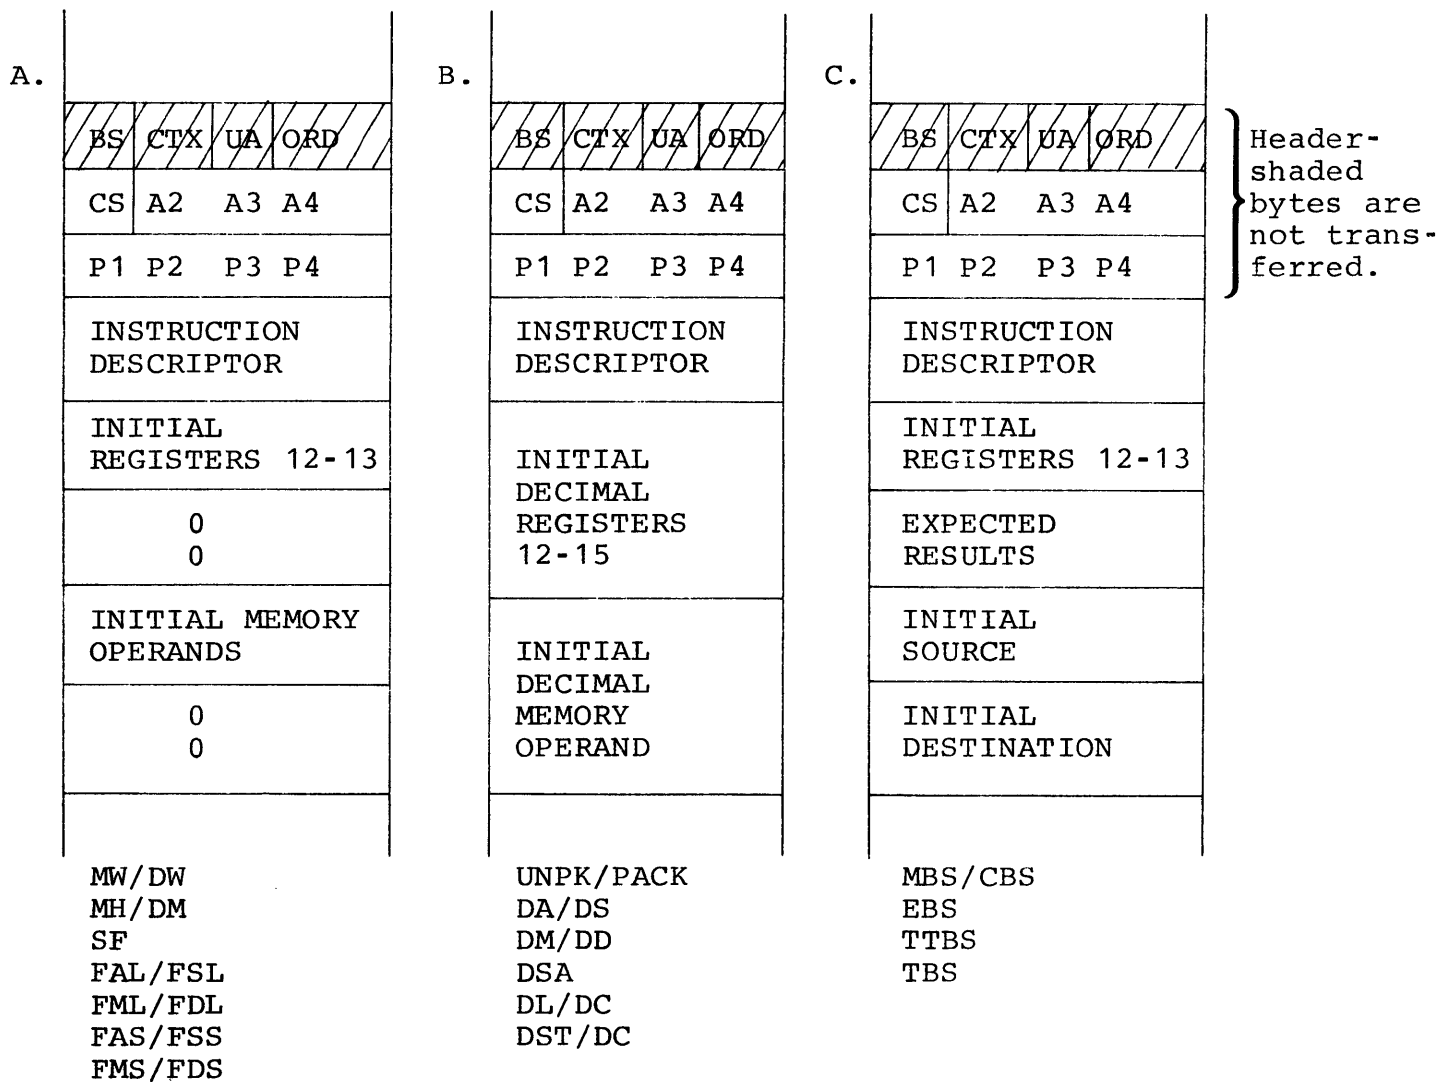 A.
BS CTX UA ORD
CS A2 A3 A4
P1 P2 P3 P4
INSTRUCTION
DESCRIPTOR
INITIAL
REGISTERS 12-13
0
0
INITIAL MEMORY
OPERANDS
0
0
MW/DW
MH/DM
SF
FAL/FSL
FML/FDL
FAS/FSS
FMS/FDS
B.
BS CTX UA ORD
CS A2 A3 A4
P1 P2 P3 P4
INSTRUCTION
DESCRIPTOR
INITIAL
DECIMAL
REGISTERS
12-15
INITIAL
DECIMAL
MEMORY
OPERAND
UNPK/PACK
DA/DS
DM/DD
DSA
DL/DC
DST/DC
C.
BS CTX UA ORD
CS A2 A3 A4
P1 P2 P3 P4
INSTRUCTION
DESCRIPTOR
INITIAL
REGISTERS 12-13
EXPECTED
RESULTS
INITIAL
SOURCE
INITIAL
DESTINATION
MBS/CBS
EBS
TTBS
TBS
Header-
shaded
bytes are
not trans-
ferred.